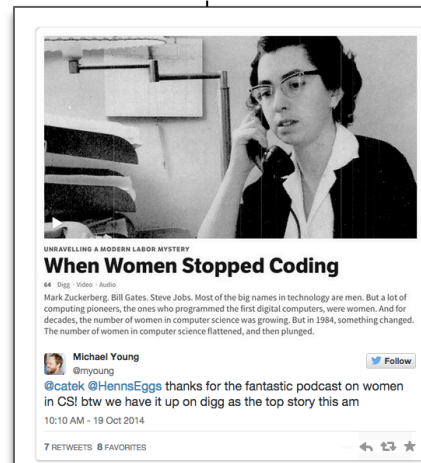 UNRAVELLING A MODERN LABOR MYSTERY
When Women Stopped Coding
64 Digg · Video · Audio
Mark Zuckerberg. Bill Gates. Steve Jobs. Most of the big names in technology are men. But a lot of
computing pioneers, the ones who programmed the first digital computers, were women. And for
decades, the number of women in computer science was growing. But in 1984, something changed.
The number of women in computer science flattened, and then plunged.
Michael Young
@myoung
Follow
@catek @HennsEggs thanks for the fantastic podcast on women
in CS! btw we have it up on digg as the top story this am
10:10 AM - 19 Oct 2014
7 RETWEETS 8 FAVORITES